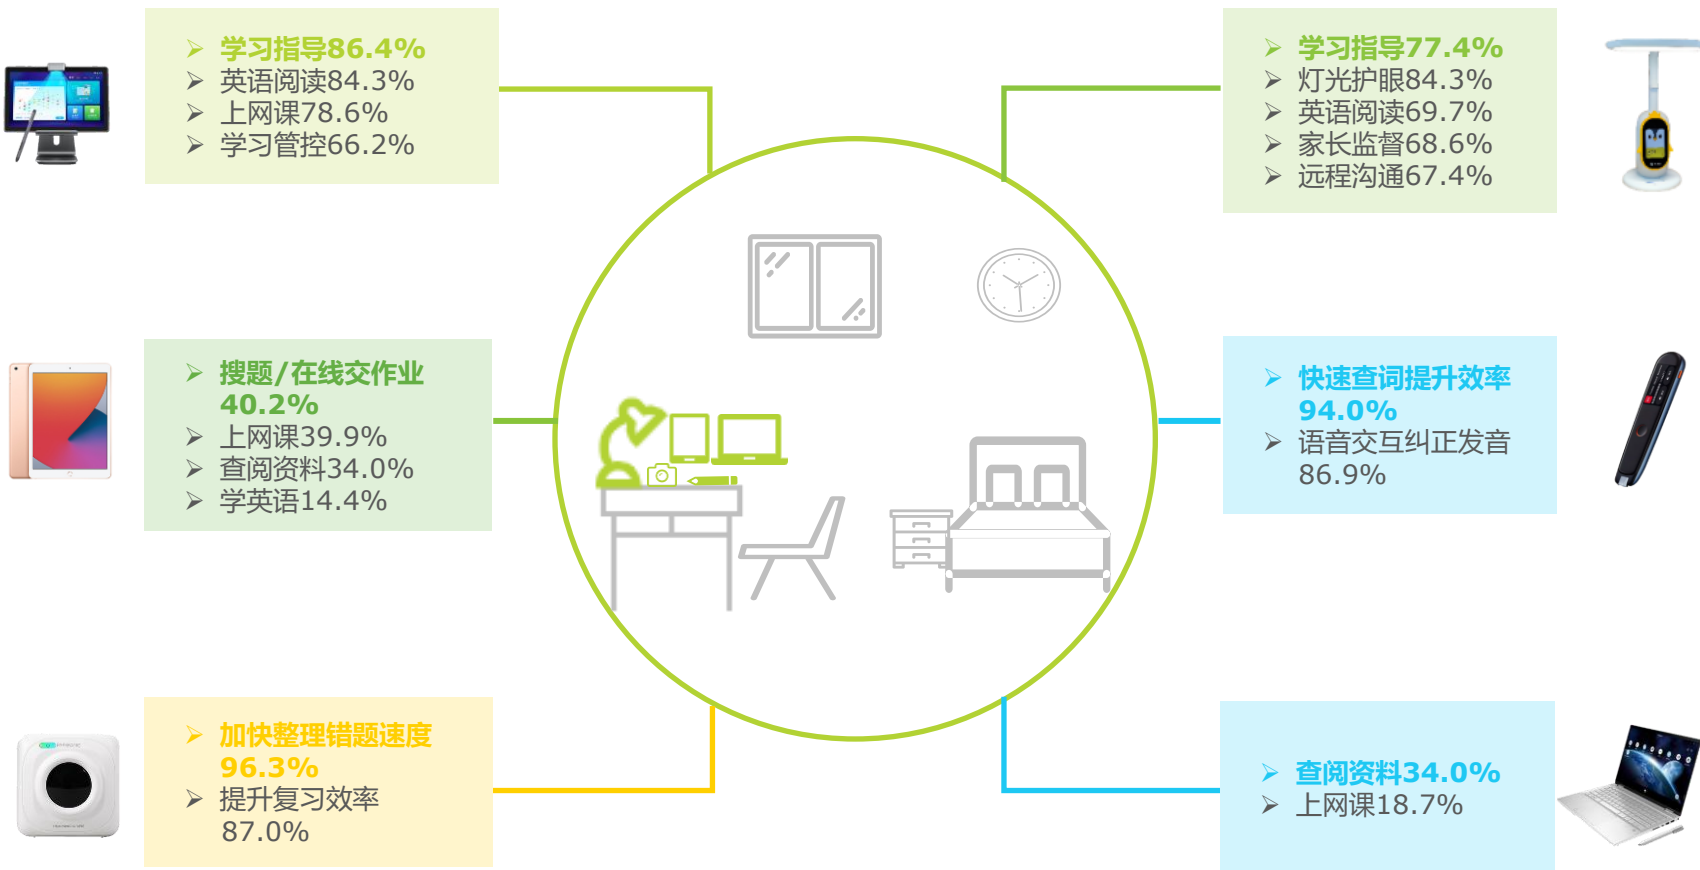 学习指导86.4%
英语阅读84.3%
上网课78.6%
学习管控66.2%
学习指导77.4%
灯光护眼84.3%
英语阅读69.7%
家长监督68.6%
远程沟通67.4%
搜题/在线交作业
40.2%
上网课39.9%
查阅资料34.0%
学英语14.4%
快速查词提升效率
94.0%
语音交互纠正发音
86.9%
加快整理错题速度
96.3%
提升复习效率
87.0%
查阅资料34.0%
上网课18.7%